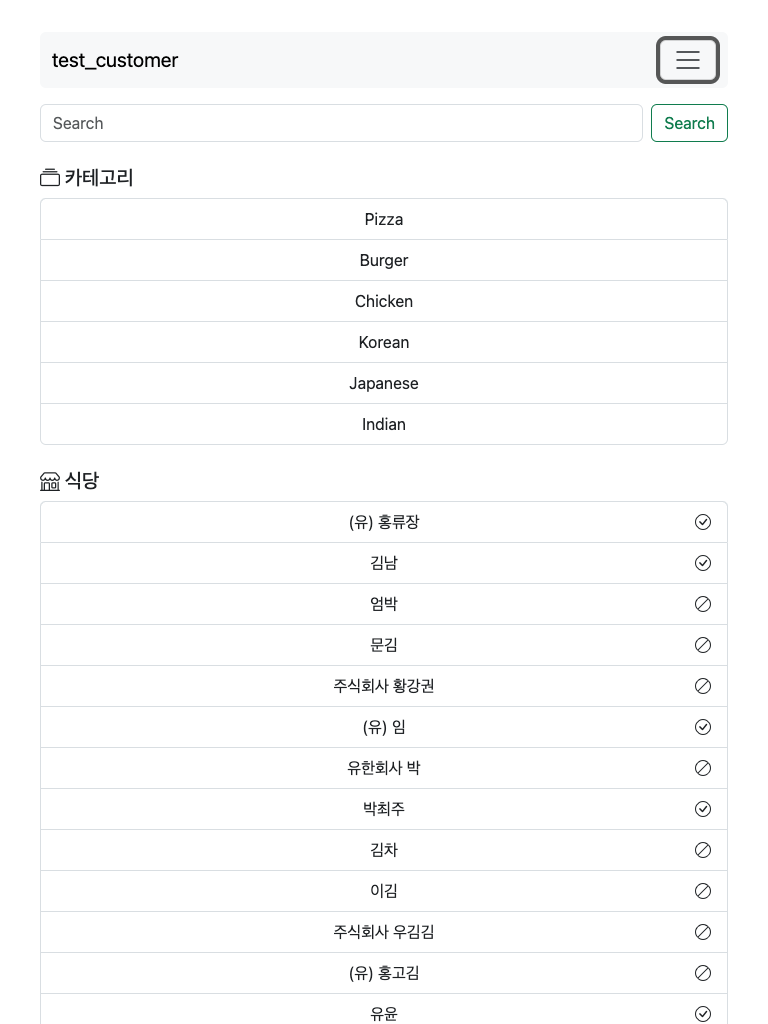 test_customer
Search Search
카테고리
Pizza
Burger
Chicken
Korean
Japanese
Indian
식당
(유) 홍류장
김남
엄박
문김
주식회사 황강권
(유) 임
유한회사 박
박최주
김차
이김
주식회사 우김김
(유) 홍고김
유윤